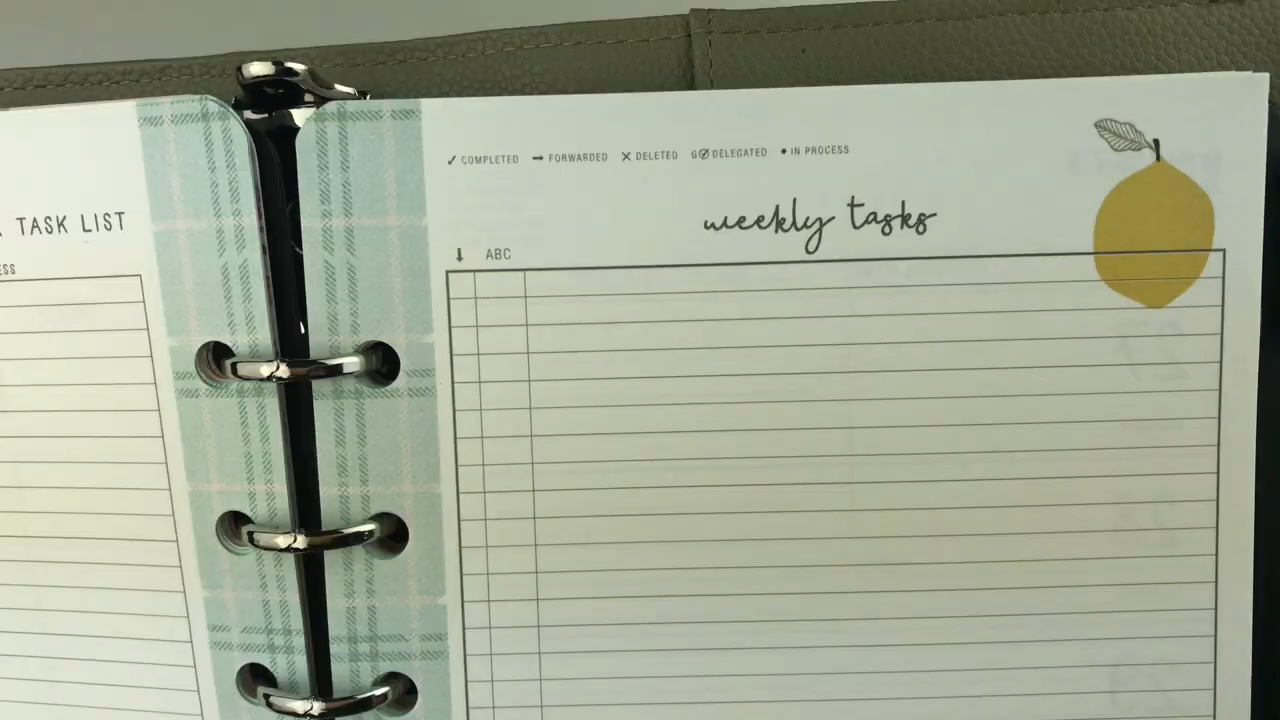 TASK LIST
✓ COMPLETED → FORWARDED ✕ DELETED G✓ DELEGATED • IN PROCESS
weekly tasks
↓ ABC